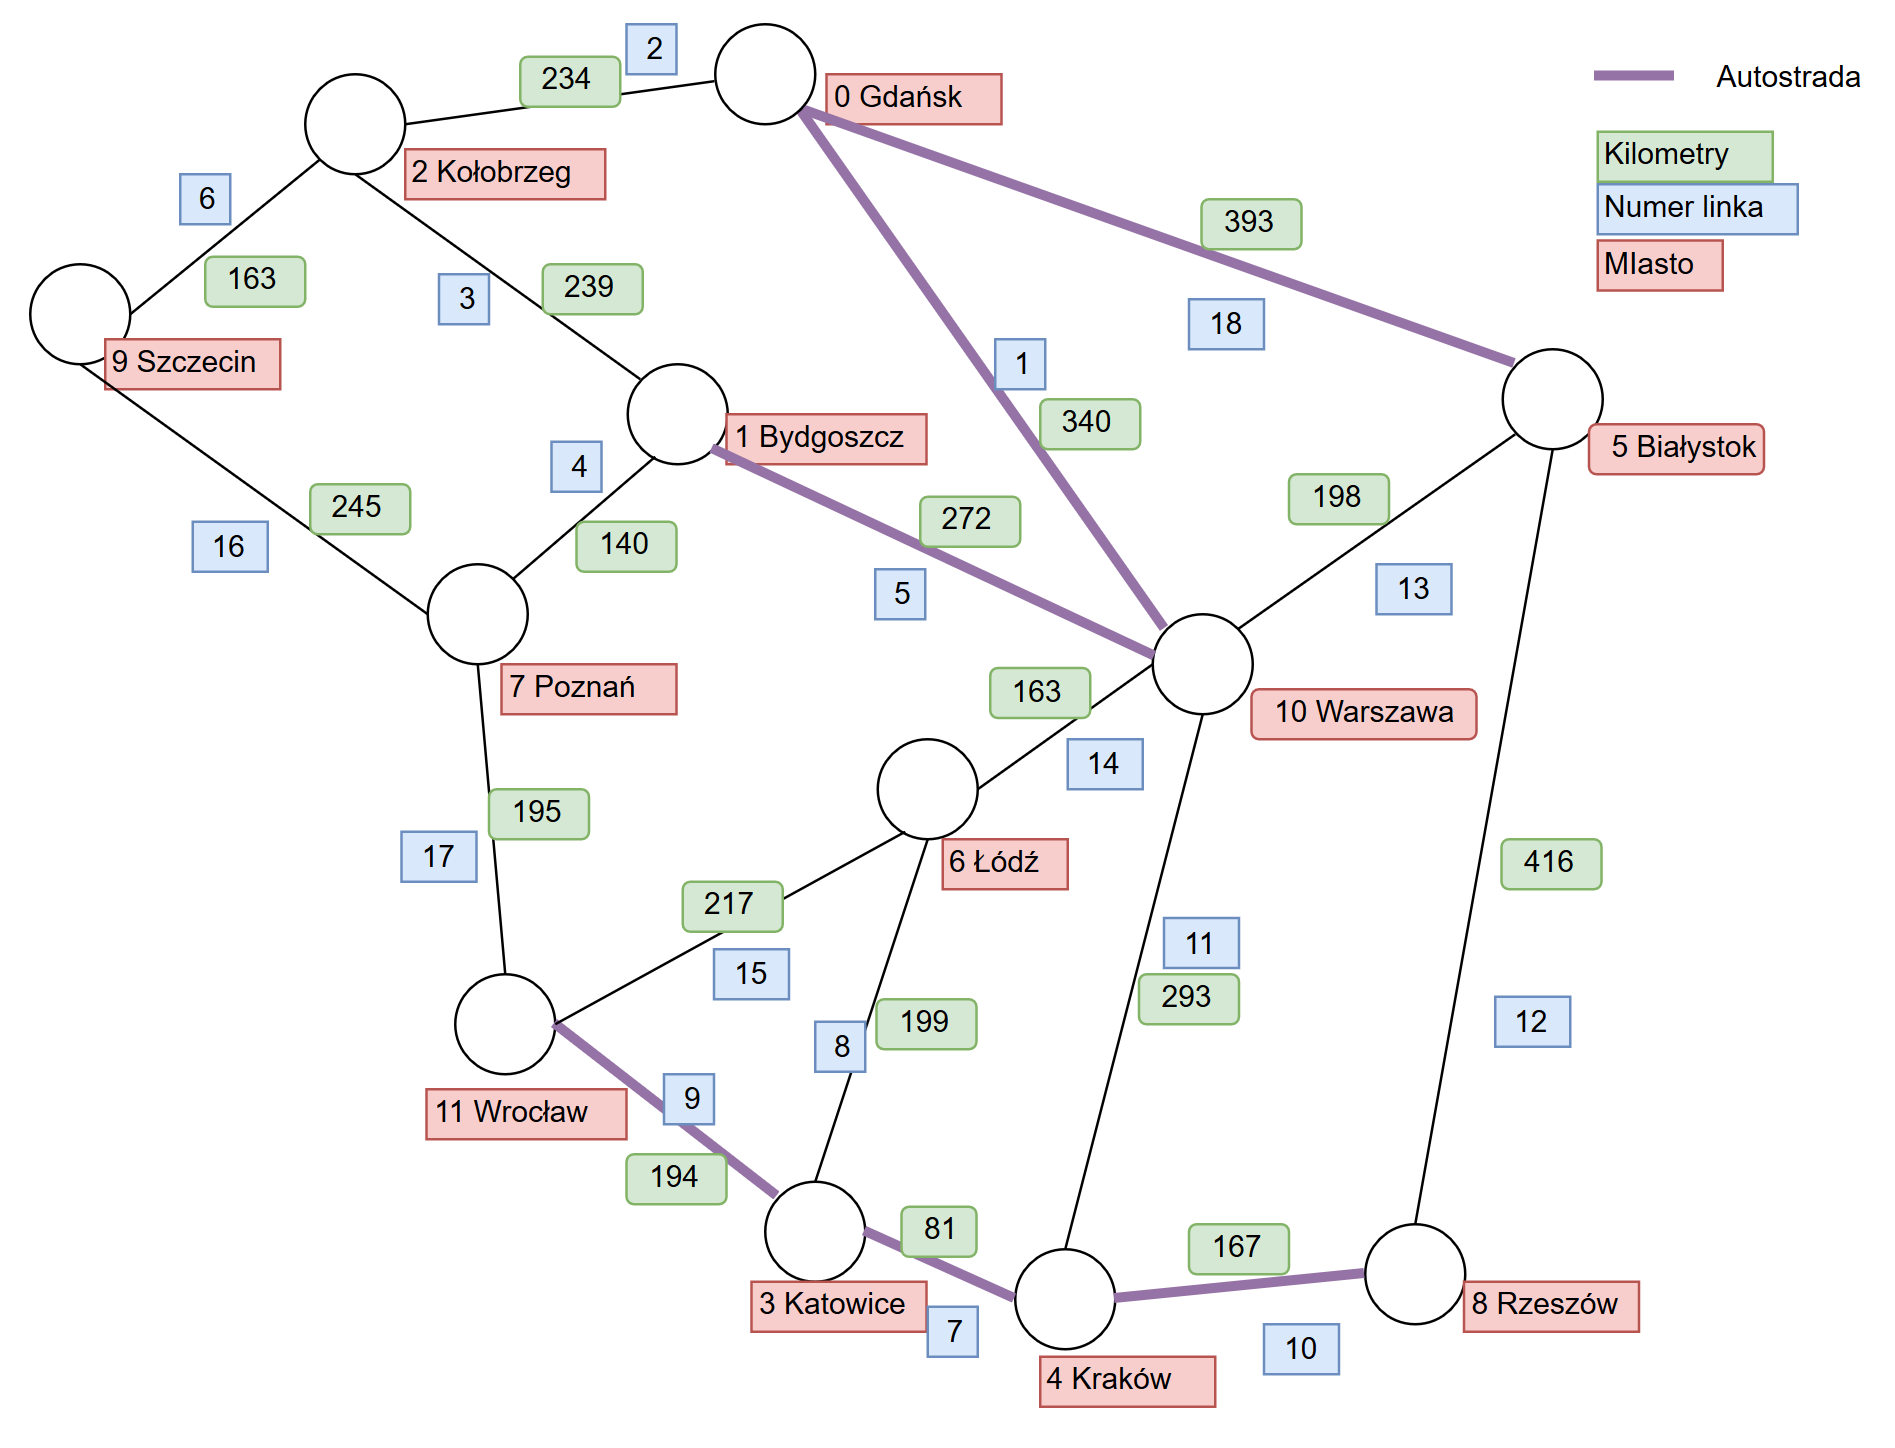 2
234
0 Gdańsk
Autostrada
2 Kołobrzeg
Kilometry
6
Numer linka
393
163
MIasto
3
239
18
9 Szczecin
1
340
1 Bydgoszcz
5 Białystok
4
245
198
272
16
140
5
13
7 Poznań
163
10 Warszawa
14
195
17
6 Łódź
416
217
11
15
293
199
12
8
9
11 Wrocław
194
81
167
3 Katowice
7
8 Rzeszów
10
4 Kraków